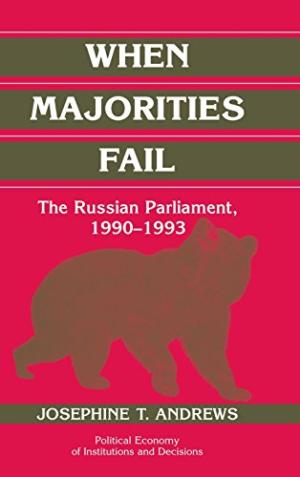 WHEN
MAJORITIES
FAIL
The Russian Parliament,
1990–1993
JOSEPHINE T. ANDREWS
Political Economy
of Institutions and Decisions